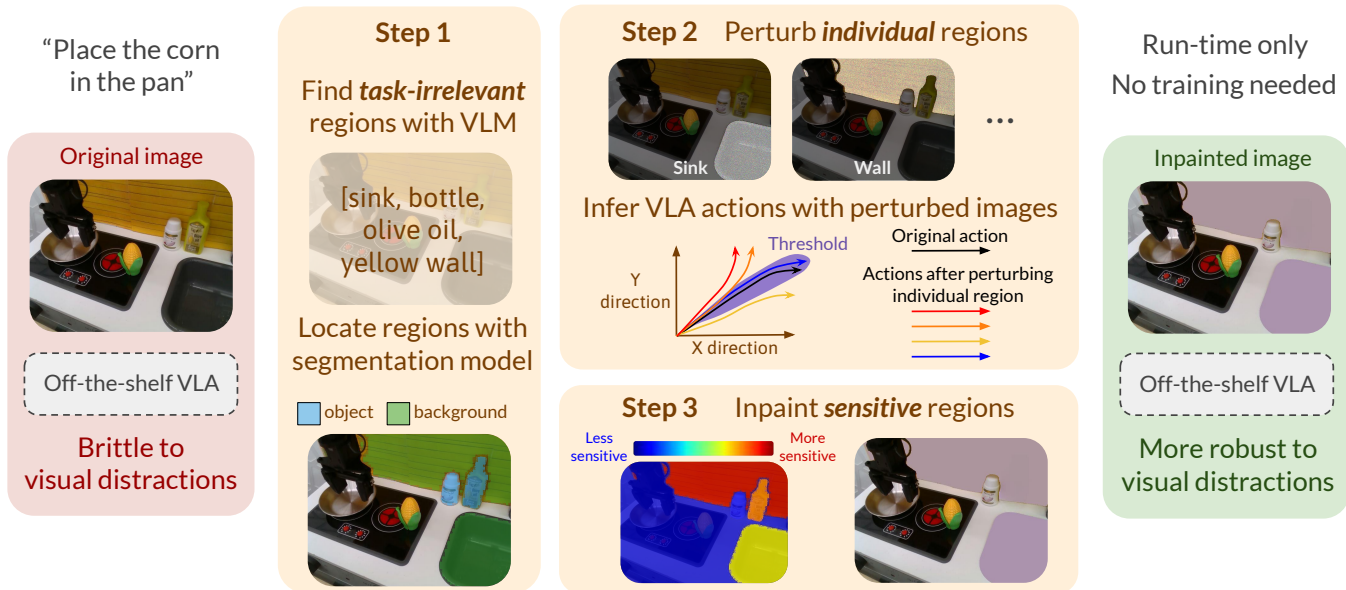 “Place the corn
in the pan”
Original image
Off-the-shelf VLA
Brittle to
visual distractions
Step 1
Find task-irrelevant
regions with VLM
[sink, bottle,
olive oil,
yellow wall]
Locate regions with
segmentation model
object
background
Step 2 Perturb individual regions
Sink
Wall
...
Infer VLA actions with perturbed images
Threshold
Y
direction
X direction
Original action
Actions after perturbing
individual region
Step 3 Inpaint sensitive regions
Less
sensitive
More
sensitive
Run-time only
No training needed
Inpainted image
Off-the-shelf VLA
More robust to
visual distractions